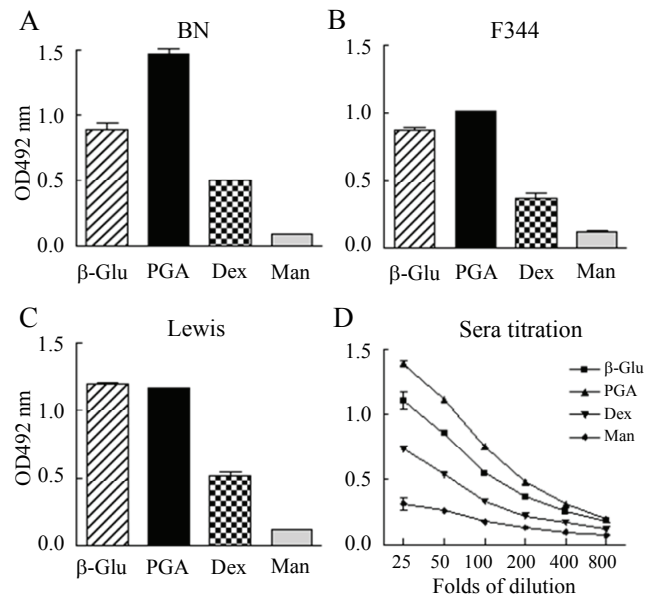 A
BN
OD492 nm
1.5
1.0
0.5
0.0
β-Glu PGA Dex Man
B
F344
1.5
1.0
0.5
0.0
β-Glu PGA Dex Man
C
Lewis
OD492 nm
1.5
1.0
0.5
0.0
β-Glu PGA Dex Man
D
Sera titration
1.5
1.0
0.5
0.0
β-Glu
PGA
Dex
Man
25 50 100 200 400 800
Folds of dilution